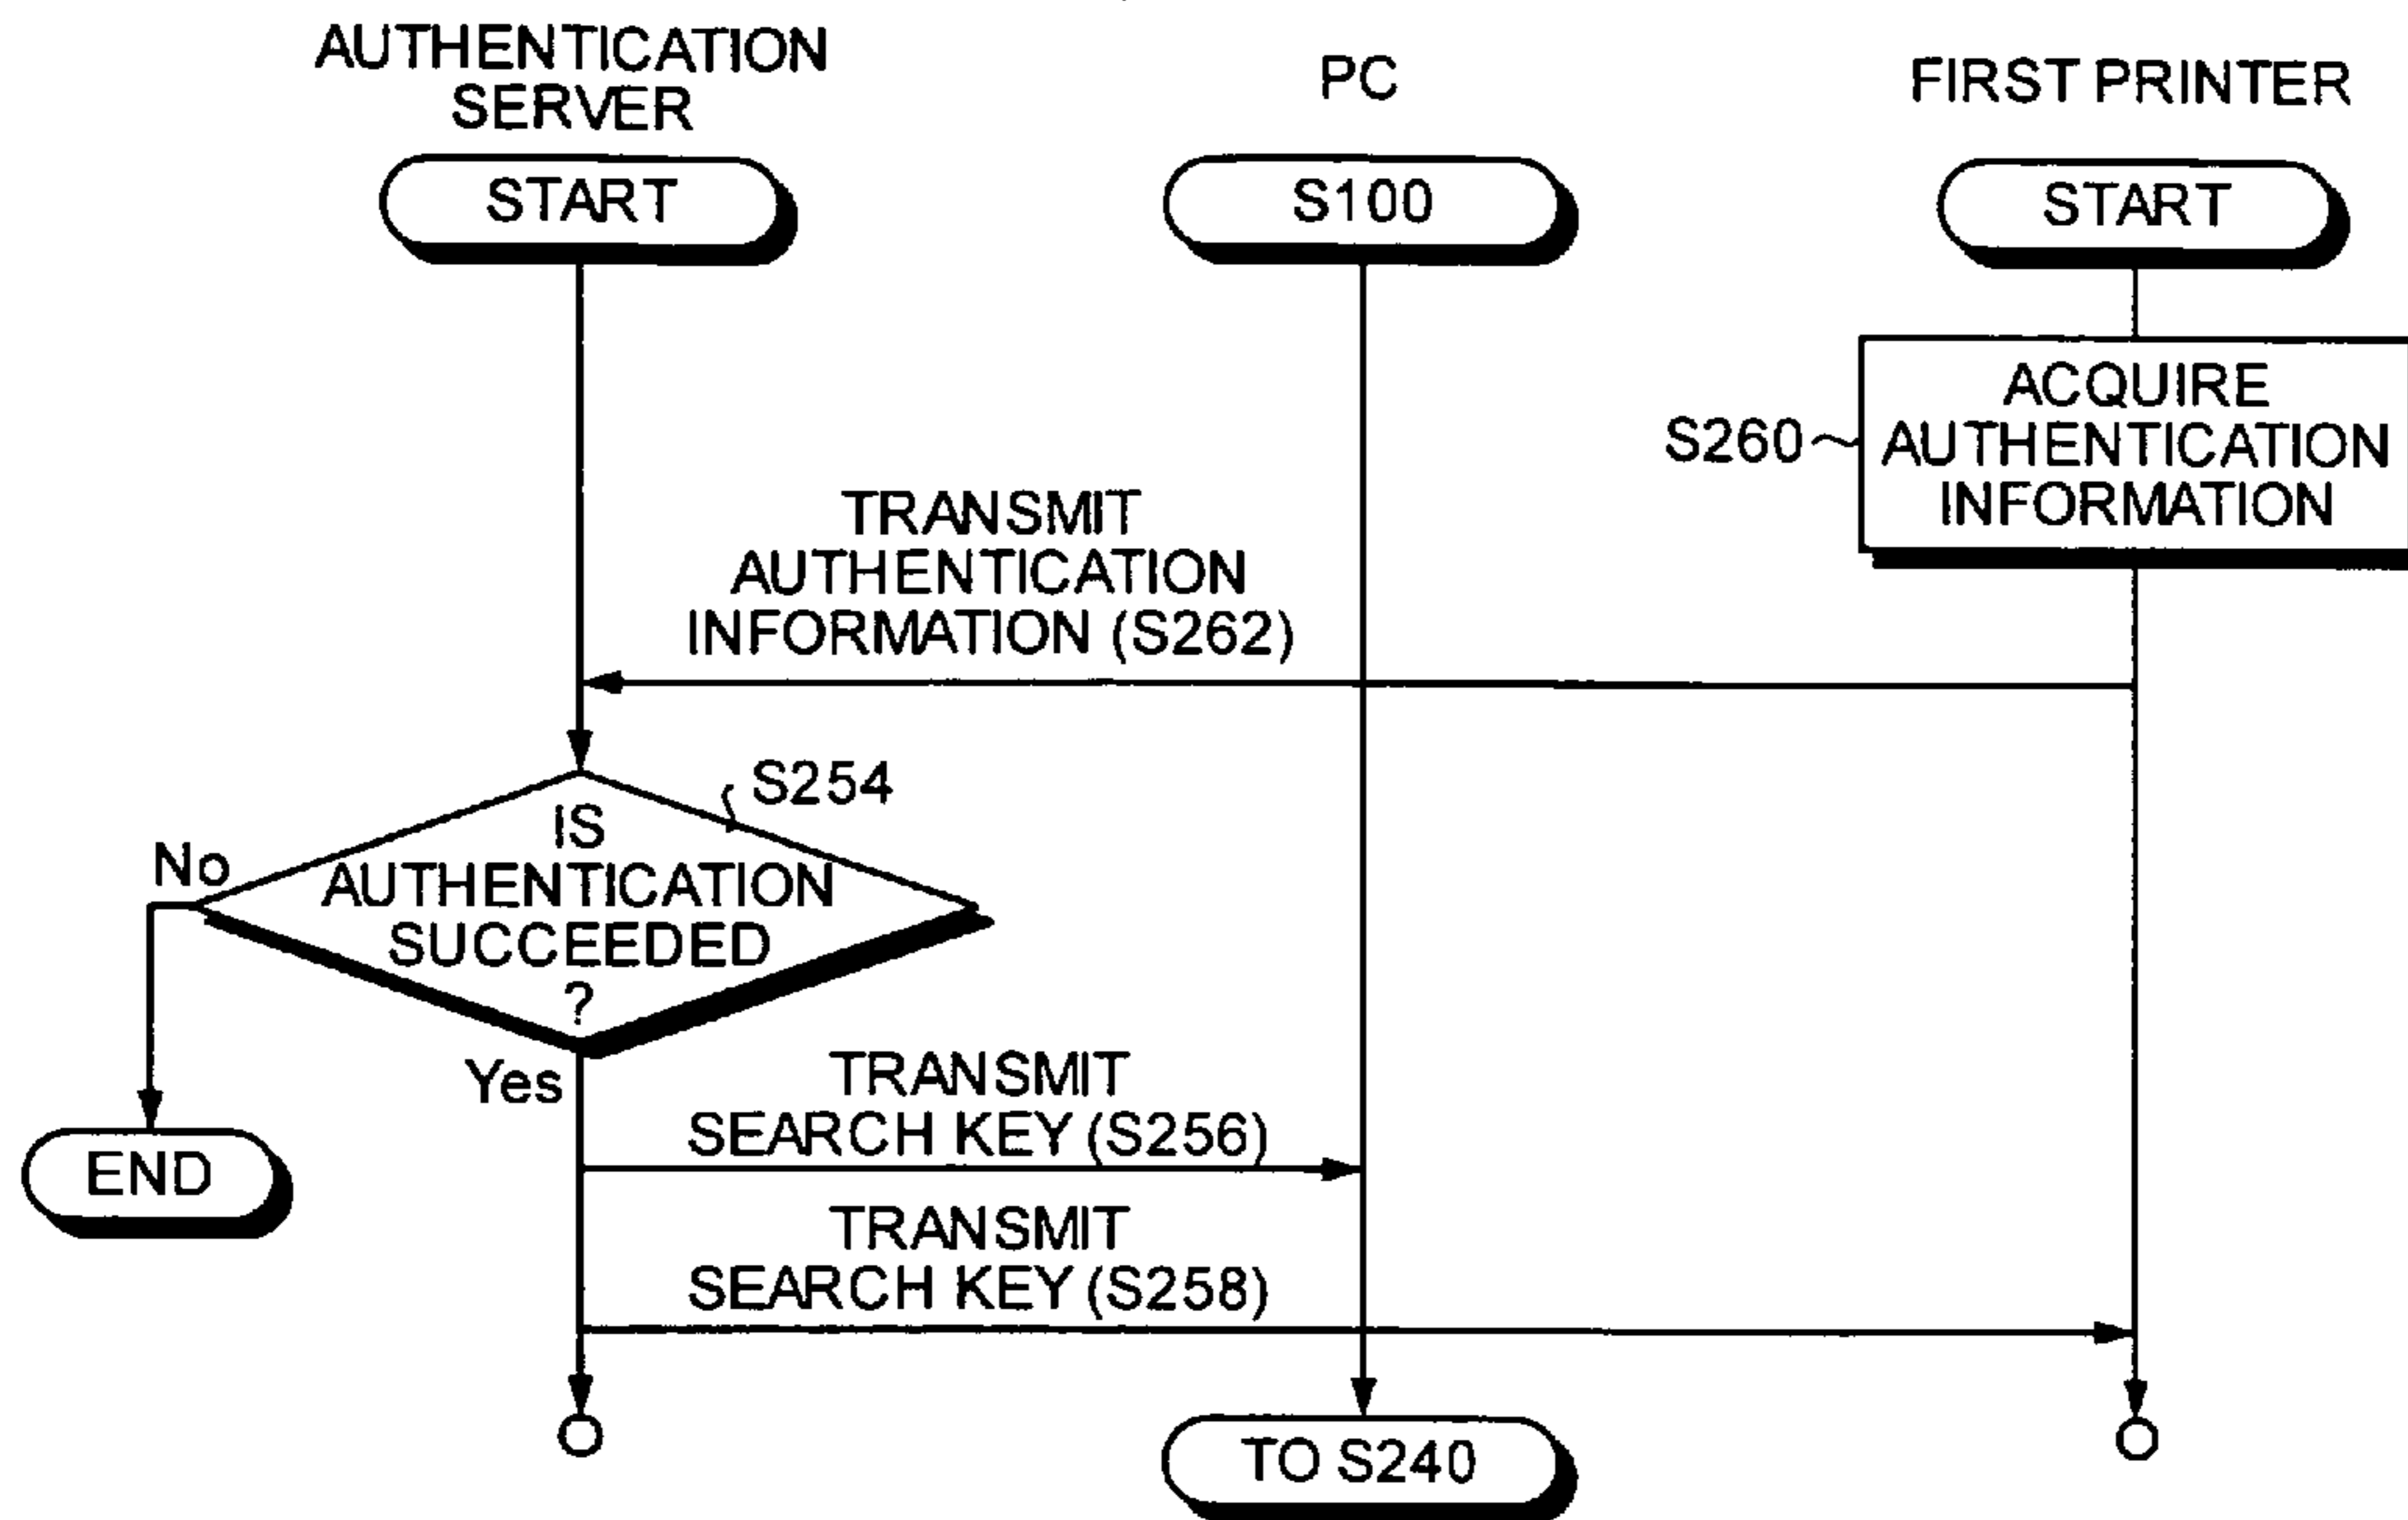 AUTHENTICATION
SERVER
PC
FIRST PRINTER
START
S100
START
ACQUIRE
AUTHENTICATION
INFORMATION
S260
TRANSMIT
AUTHENTICATION
INFORMATION (S262)
S254
IS
AUTHENTICATION
SUCCEEDED
?
No
Yes
END
TRANSMIT
SEARCH KEY (S256)
TRANSMIT
SEARCH KEY (S258)
TO S240